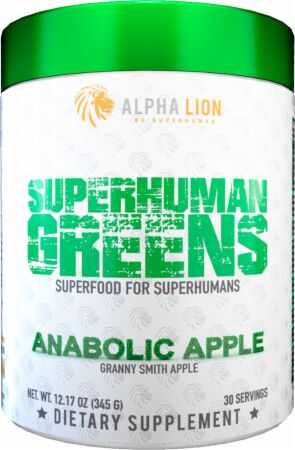 ALPHA LION
BE SUPERHUMAN
SUPERHUMAN
GREENS
SUPERFOOD FOR SUPERHUMANS
ANABOLIC APPLE
GRANNY SMITH APPLE
NET. WT. 12.17 OZ (345 G) 30 SERVINGS
DIETARY SUPPLEMENT